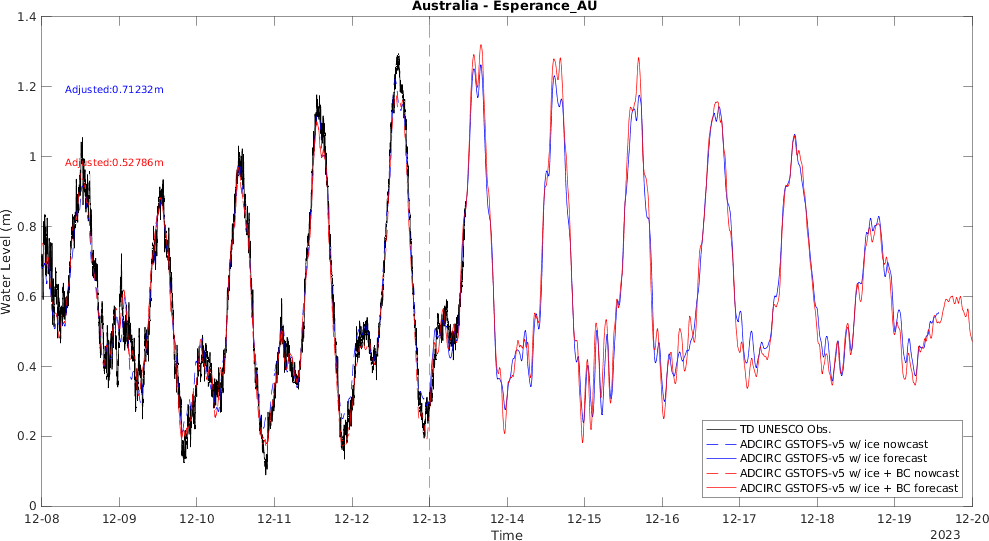 Australia - Esperance_AU
1.4
1.2
1
0.8
0.6
0.4
0.2
0
Water Level (m)
Adjusted:0.71232m
Adjusted:0.52786m
TD UNESCO Obs.
ADCIRC GSTOFS-v5 w/ ice nowcast
ADCIRC GSTOFS-v5 w/ ice forecast
ADCIRC GSTOFS-v5 w/ ice + BC nowcast
ADCIRC GSTOFS-v5 w/ ice + BC forecast
12-08 12-09 12-10 12-11 12-12 12-13 12-14 12-15 12-16 12-17 12-18 12-19 12-20
Time
2023